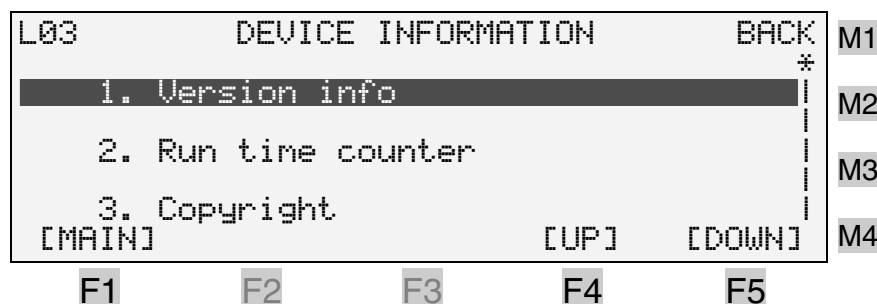 LØ3 DEVICE INFORMATION BACK M1
*
1. Version info
M2
2. Run time counter
M3
3. Copyright
[MAIN] [UP] [DOWN] M4
F1 F2 F3 F4 F5